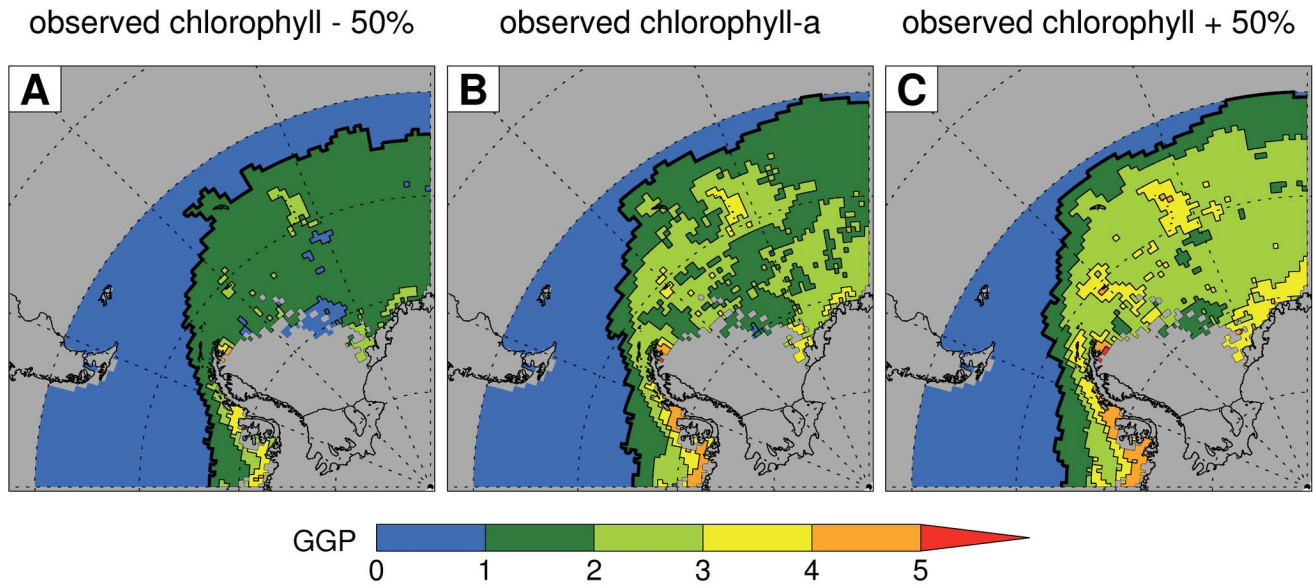 observed chlorophyll - 50%
observed chlorophyll-a
observed chlorophyll + 50%
A
B
C
GGP
0 1 2 3 4 5